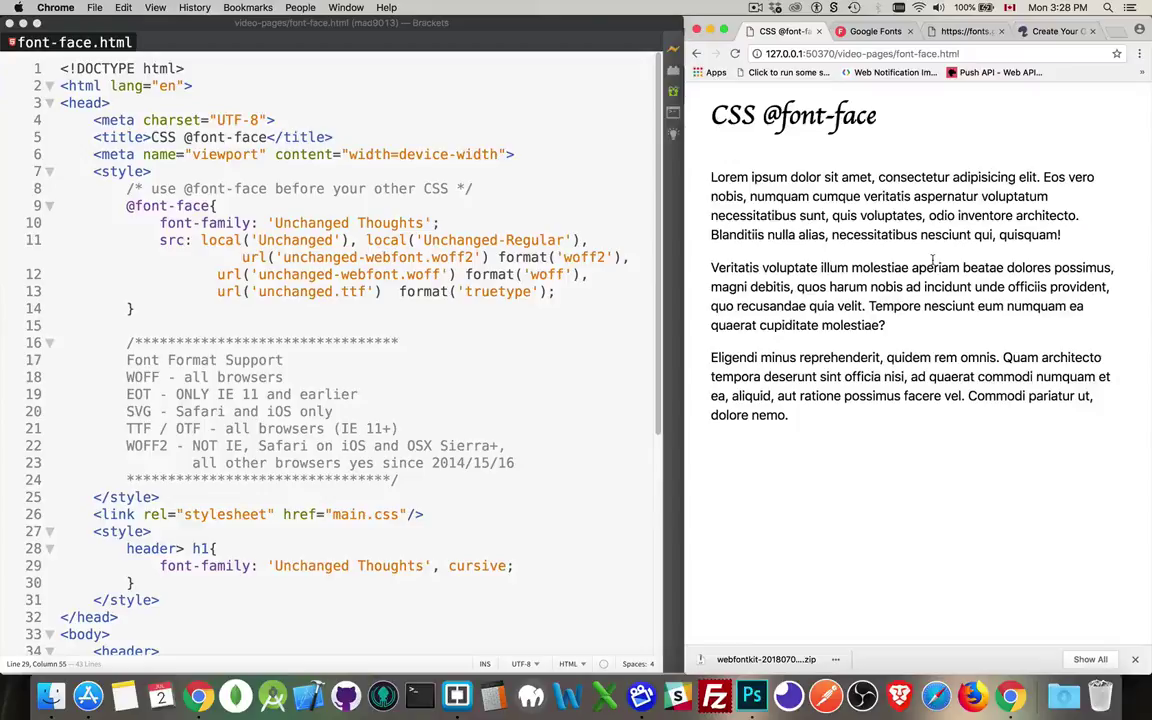 Chrome File Edit View History Bookmarks People Window Help
100% Mon 3:28 PM
video-pages/font-face.html (mad9013) — Brackets
font-face.html
1 <!DOCTYPE html>
2 <html lang="en">
3 <head>
4 <meta charset="UTF-8">
5 <title>CSS @font-face</title>
6 <meta name="viewport" content="width=device-width">
7 <style>
8 /* use @font-face before your other CSS */
9 @font-face{
10 font-family: 'Unchanged Thoughts';
11 src: local('Unchanged'), local('Unchanged-Regular'),
url('unchanged-webfont.woff2') format('woff2'),
12 url('unchanged-webfont.woff') format('woff'),
13 url('unchanged.ttf')  format('truetype');
14 }
15
16 /*******************************
17 Font Format Support
18 WOFF - all browsers
19 EOT - ONLY IE 11 and earlier
20 SVG - Safari and iOS only
21 TTF / OTF - all browsers (IE 11+)
22 WOFF2 - NOT IE, Safari on iOS and OSX Sierra+,
23 all other browsers yes since 2014/15/16
24 *******************************/
25 </style>
26 <link rel="stylesheet" href="main.css"/>
27 <style>
28 header> h1{
29 font-family: 'Unchanged Thoughts', cursive;
30 }
31 </style>
32 </head>
33 <body>
34 <header>
Line 29, Column 55 — 43 Lines
INS UTF-8 HTML Spaces: 4
CSS @font-fa Google Fonts https://fonts. Create Your O
127.0.0.1:50370/video-pages/font-face.html
Apps Click to run some s... Web Notification Im... Push API - Web API... »
CSS @font-face
Lorem ipsum dolor sit amet, consectetur adipisicing elit. Eos vero
nobis, numquam cumque veritatis aspernatur voluptatum
necessitatibus sunt, quis voluptates, odio inventore architecto.
Blanditiis nulla alias, necessitatibus nesciunt qui, quisquam!
Veritatis voluptate illum molestiae aperiam beatae dolores possimus,
magni debitis, quos harum nobis ad incidunt unde officiis provident,
quo recusandae quia velit. Tempore nesciunt eum numquam ea
quaerat cupiditate molestiae?
Eligendi minus reprehenderit, quidem rem omnis. Quam architecto
tempora deserunt sint officia nisi, ad quaerat commodi numquam et
ea, aliquid, aut ratione possimus facere vel. Commodi pariatur ut,
dolore nemo.
webfontkit-2018070....zip
Show All